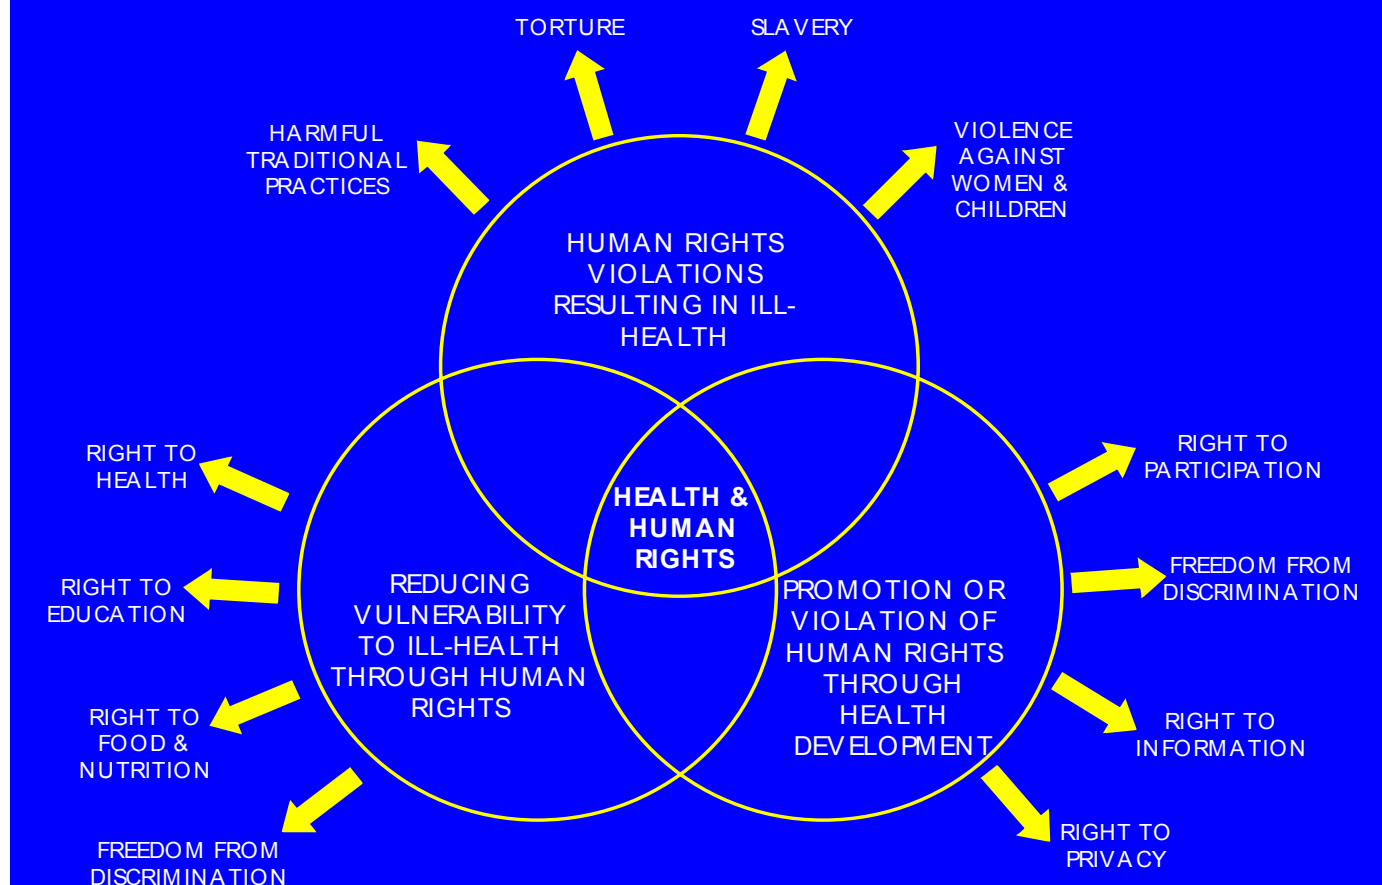 TORTURE
SLAVERY
HARMFUL
TRADITIONAL
PRACTICES
VIOLENCE
AGAINST
WOMEN &
CHILDREN
HUMAN RIGHTS
VIOLATIONS
RESULTING IN ILL-
HEALTH
RIGHT TO
HEALTH
RIGHT TO
EDUCATION
RIGHT TO
FOOD &
NUTRITION
FREEDOM FROM
DISCRIMINATION
REDUCING
VULNERABILITY
TO ILL-HEALTH
THROUGH HUMAN
RIGHTS
HEALTH &
HUMAN
RIGHTS
PROMOTION OR
VIOLATION OF
HUMAN RIGHTS
THROUGH
HEALTH
DEVELOPMENT
RIGHT TO
PARTICIPATION
FREEDOM FROM
DISCRIMINATION
RIGHT TO
INFORMATION
RIGHT TO
PRIVACY